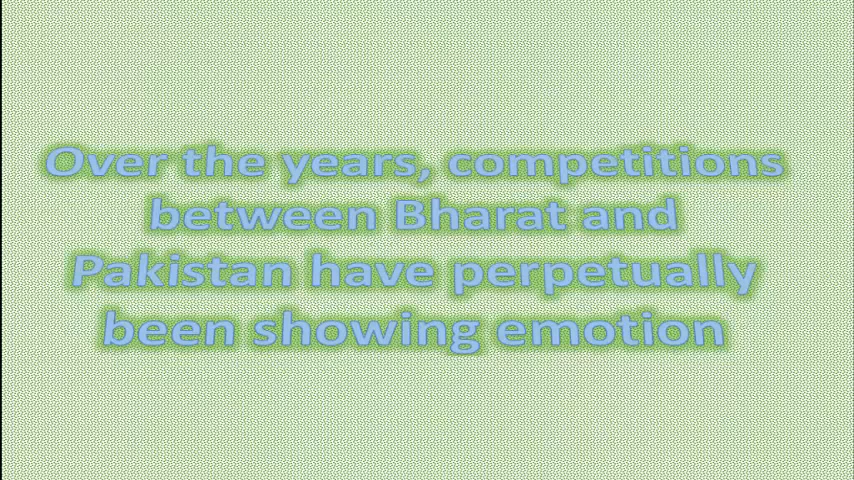 Over the years, competitions
between Bharat and
Pakistan have perpetually
been showing emotion